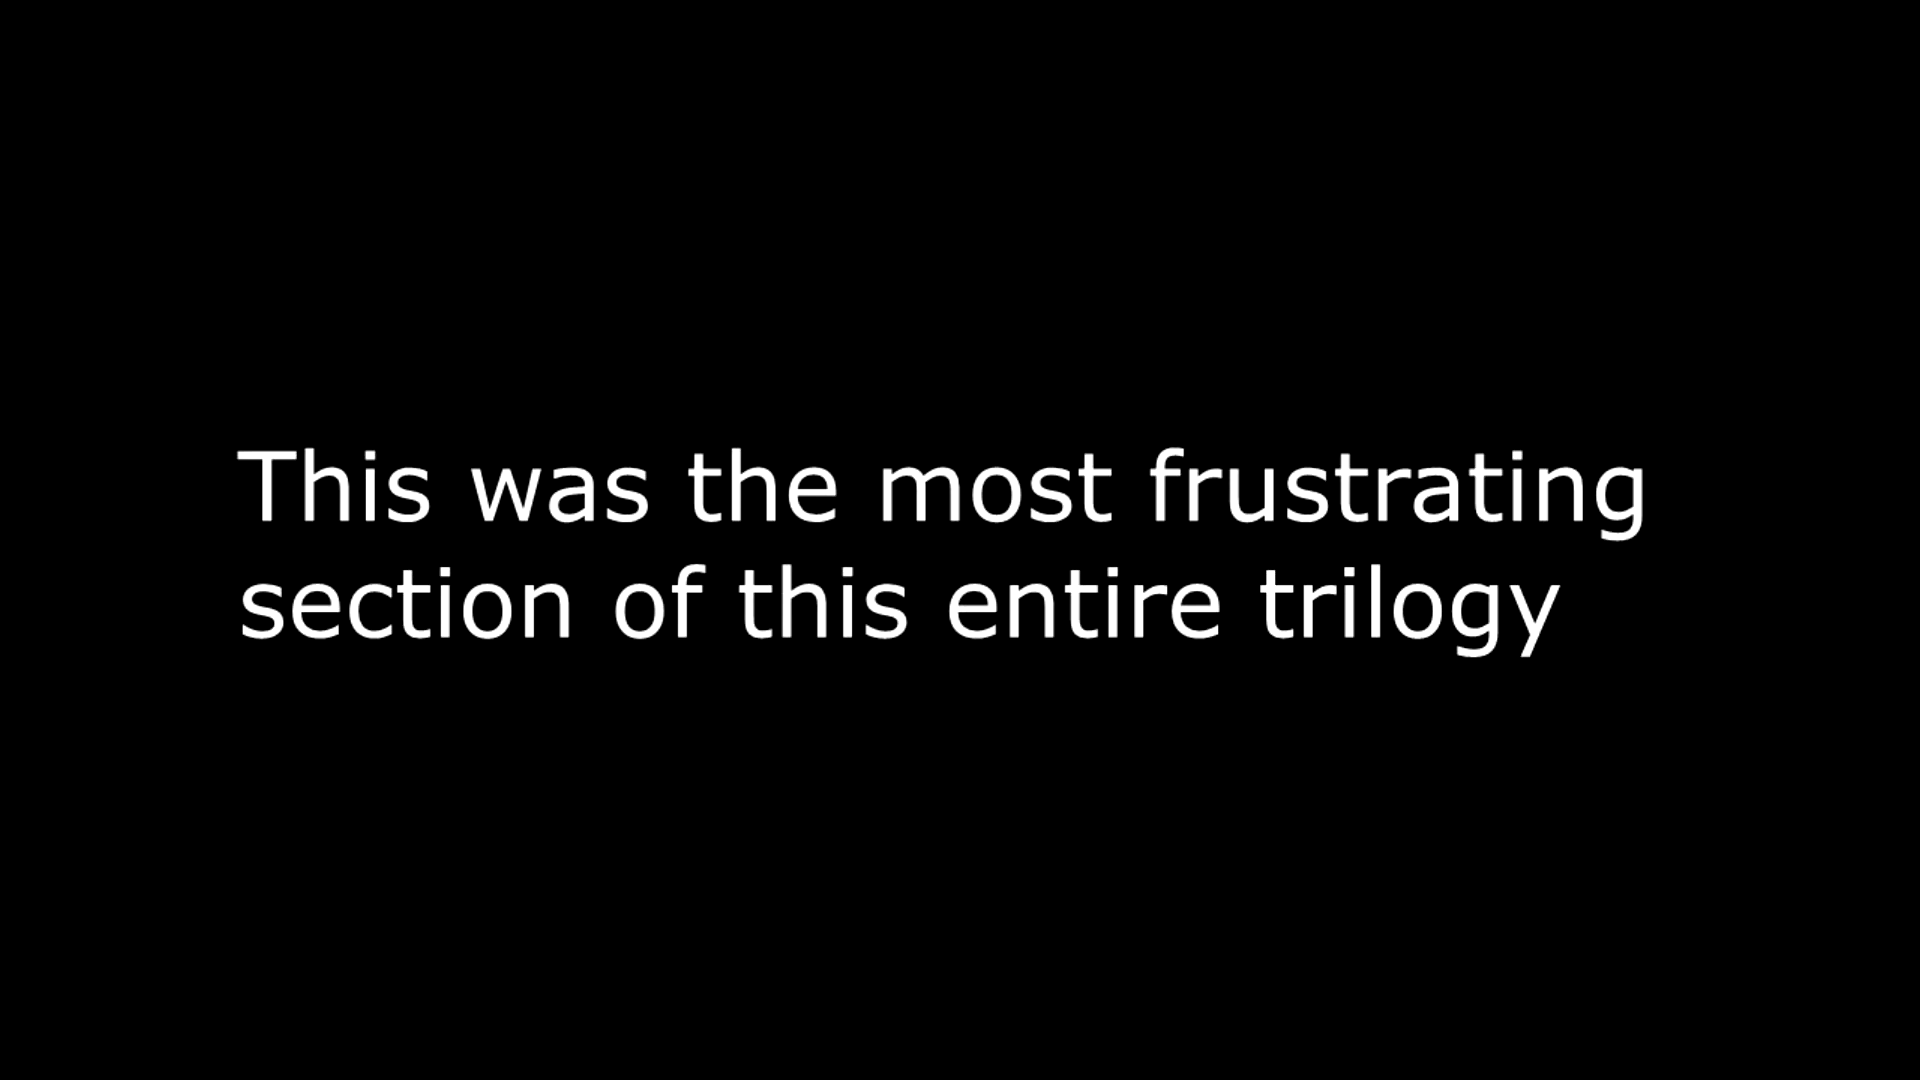 This was the most frustrating
section of this entire trilogy